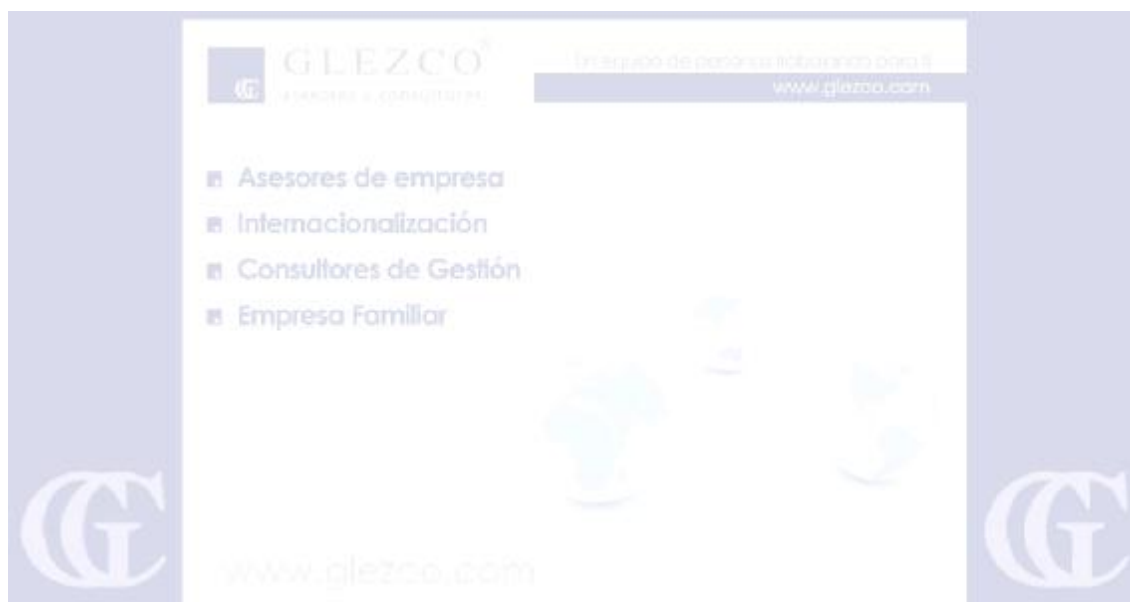 GLEZCO
ASESORES & CONSULTORES
Un equipo de personas trabajando para ti
www.glezco.com
Asesores de empresa
Internacionalización
Consultores de Gestión
Empresa Familiar
www.glezco.com